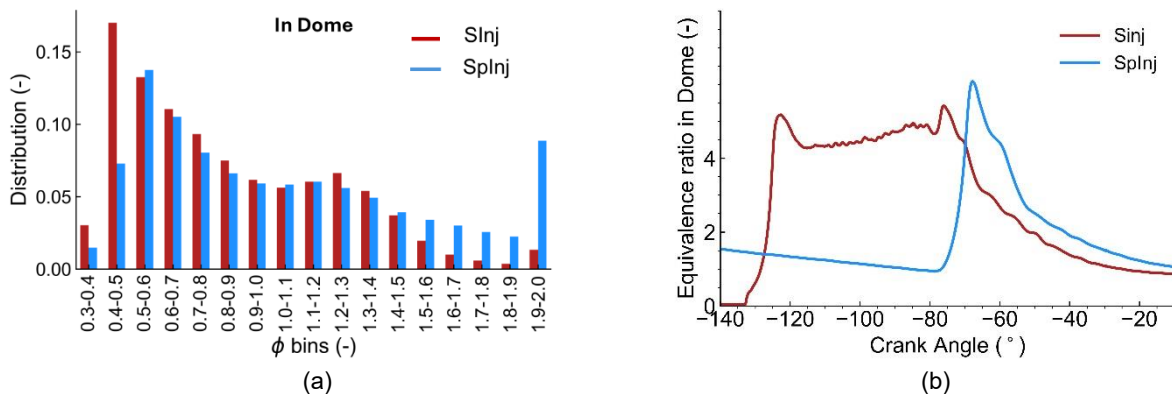 In Dome
SInj
SpInj
Distribution (-)
0.15
0.10
0.05
0.00
0.3-0.4
0.4-0.5
0.5-0.6
0.6-0.7
0.7-0.8
0.8-0.9
0.9-1.0
1.0-1.1
1.1-1.2
1.2-1.3
1.3-1.4
1.4-1.5
1.5-1.6
1.6-1.7
1.7-1.8
1.8-1.9
1.9-2.0
ϕ bins (-)
(a)
Sinj
SpInj
Equivalence ratio in Dome (-)
4
2
0
−140 −120 −100 −80 −60 −40 −20
Crank Angle (°)
(b)